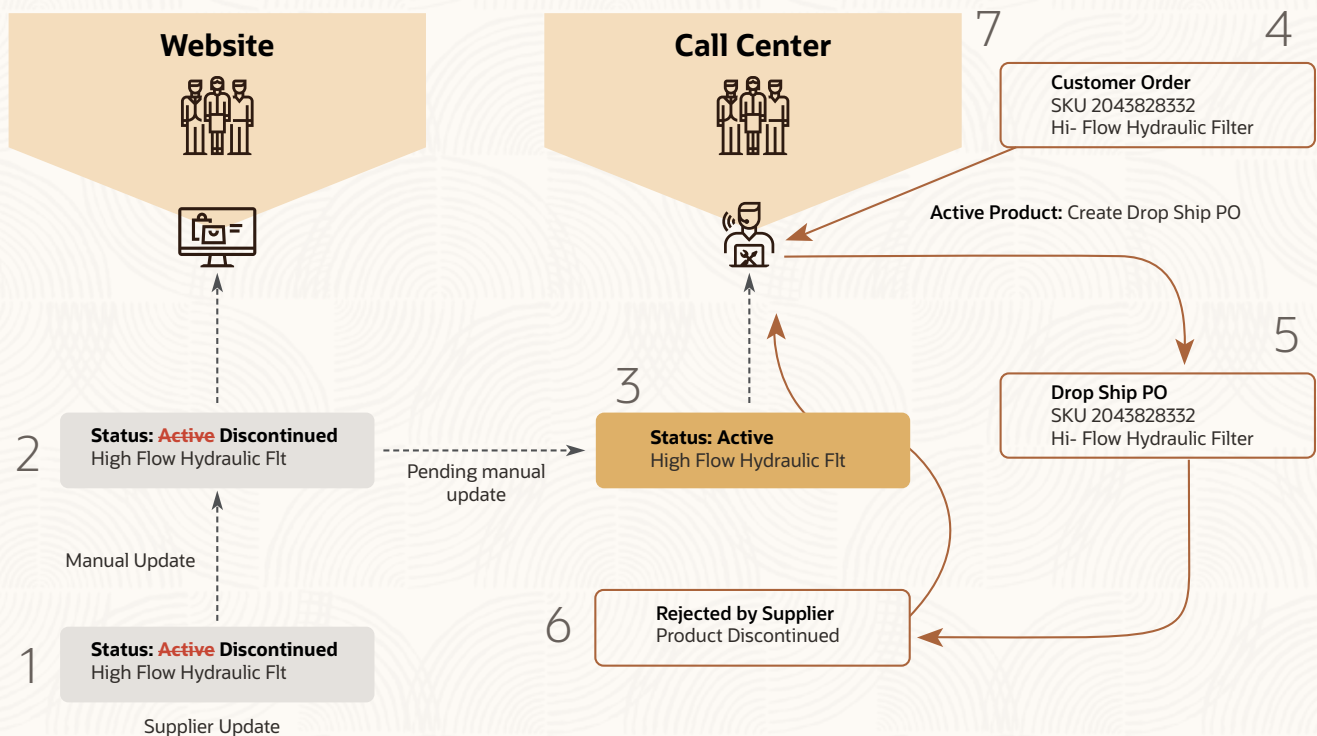 Website
Call Center
7
4
Customer Order
SKU 2043828332
Hi- Flow Hydraulic Filter
Active Product: Create Drop Ship PO
5
Drop Ship PO
SKU 2043828332
Hi- Flow Hydraulic Filter
3
2
Status: Active Discontinued
High Flow Hydraulic Flt
Pending manual
update
Status: Active
High Flow Hydraulic Flt
Manual Update
6
Rejected by Supplier
Product Discontinued
1
Status: Active Discontinued
High Flow Hydraulic Flt
Supplier Update